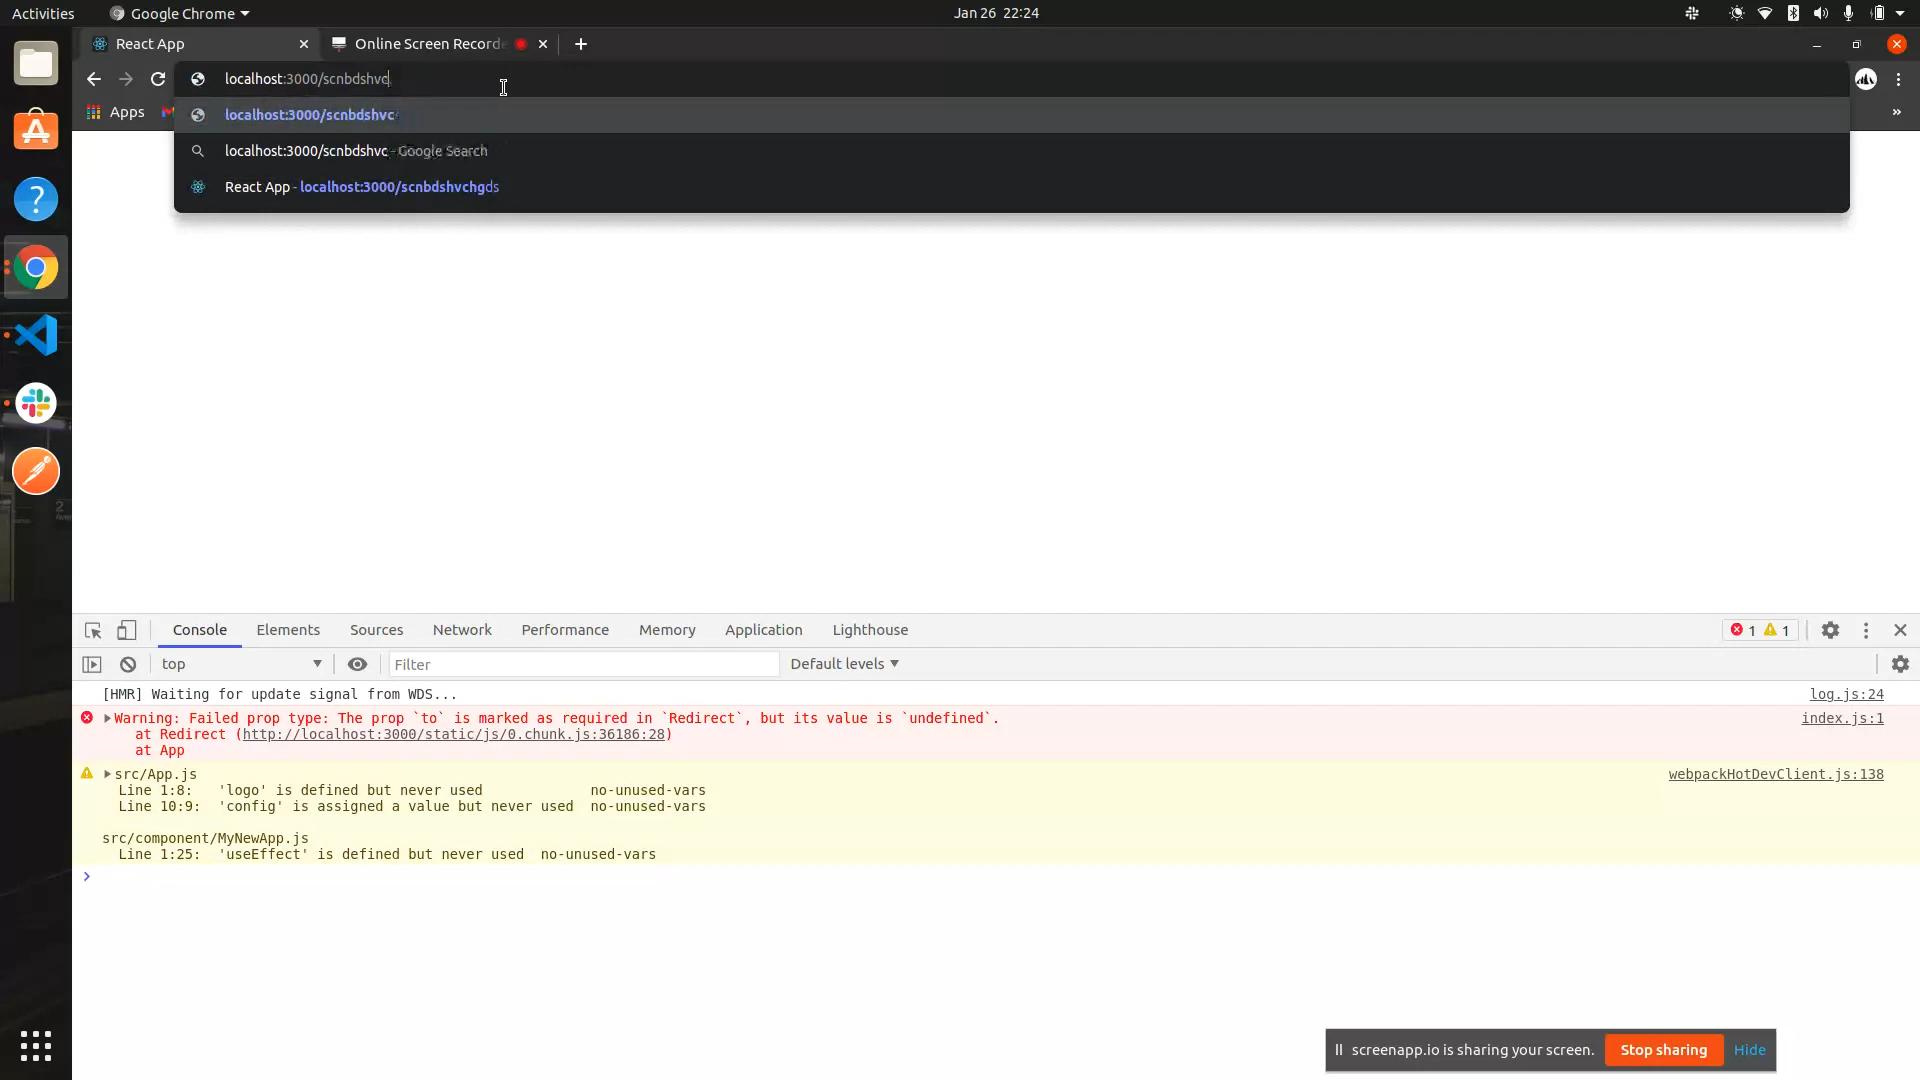 Activities
Google Chrome
Jan 26 22:24
React App
Online Screen Recorde
localhost:3000/scnbdshvc
Apps
localhost:3000/scnbdshvc
localhost:3000/scnbdshvc - Google Search
React App - localhost:3000/scnbdshvchgds
»
Console
Elements
Sources
Network
Performance
Memory
Application
Lighthouse
1
1
top
Filter
Default levels
[HMR] Waiting for update signal from WDS...
log.js:24
Warning: Failed prop type: The prop `to` is marked as required in `Redirect`, but its value is `undefined`.
index.js:1
at Redirect (http://localhost:3000/static/js/0.chunk.js:36186:28)
at App
src/App.js
webpackHotDevClient.js:138
Line 1:8: 'logo' is defined but never used no-unused-vars
Line 10:9: 'config' is assigned a value but never used no-unused-vars
src/component/MyNewApp.js
Line 1:25: 'useEffect' is defined but never used no-unused-vars
screenapp.io is sharing your screen.
Stop sharing
Hide